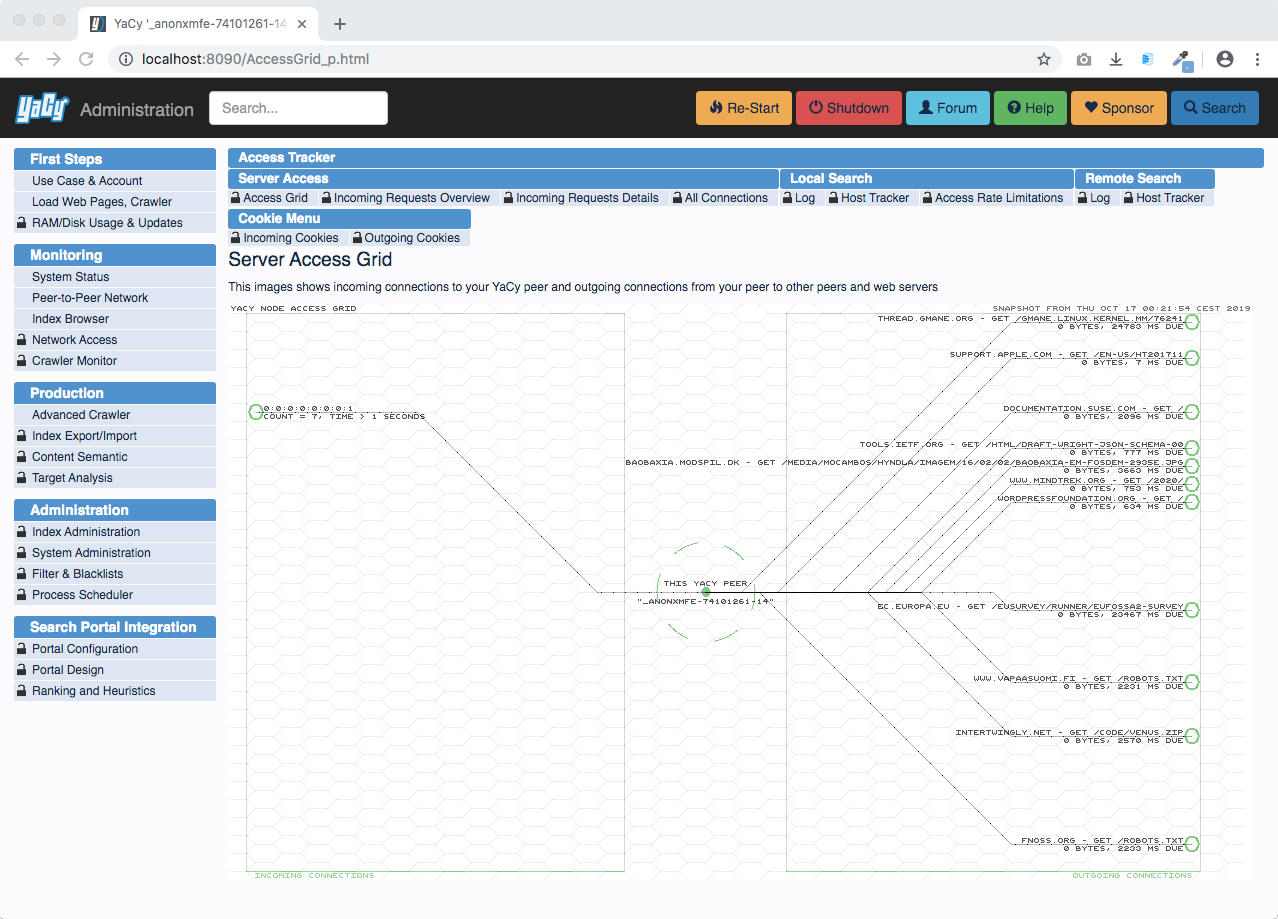 YaCy '_anonxmfe-74101261-14
localhost:8090/AccessGrid_p.html
YaCy Administration Search... Re-Start Shutdown Forum Help Sponsor Search
First Steps
Use Case & Account
Load Web Pages, Crawler
RAM/Disk Usage & Updates
Monitoring
System Status
Peer-to-Peer Network
Index Browser
Network Access
Crawler Monitor
Production
Advanced Crawler
Index Export/Import
Content Semantic
Target Analysis
Administration
Index Administration
System Administration
Filter & Blacklists
Process Scheduler
Search Portal Integration
Portal Configuration
Portal Design
Ranking and Heuristics
Access Tracker
Server Access Local Search Remote Search
Access Grid Incoming Requests Overview Incoming Requests Details All Connections Log Host Tracker Access Rate Limitations Log Host Tracker
Cookie Menu
Incoming Cookies Outgoing Cookies
Server Access Grid
This images shows incoming connections to your YaCy peer and outgoing connections from your peer to other peers and web servers
YACY NODE ACCESS GRID SNAPSHOT FROM THU OCT 17 00:21:54 CEST 2019
THREAD.GMANE.ORG - GET /GMANE.LINUX.KERNEL.MM/76241
0 BYTES, 24783 MS DUE
SUPPORT.APPLE.COM - GET /EN-US/HT201711
0 BYTES, 7 MS DUE
0:0:0:0:0:0:0:1
COUNT = 7, TIME > 1 SECONDS
DOCUMENTATION.SUSE.COM - GET /
0 BYTES, 2096 MS DUE
TOOLS.IETF.ORG - GET /HTML/DRAFT-WRIGHT-JSON-SCHEMA-00
0 BYTES, 777 MS DUE
BAOBAXIA.MODSPIL.DK - GET /MEDIA/MOCAMBOS/HYNDLA/IMAGEM/16/02/02/BAOBAXIA-EM-FOSDEM-2935E.JPG
0 BYTES, 3663 MS DUE
WWW.MINDTREK.ORG - GET /2020/
0 BYTES, 753 MS DUE
WORDPRESSFOUNDATION.ORG - GET /
0 BYTES, 634 MS DUE
THIS YACY PEER
"_ANONXMFE-74101261-14"
EC.EUROPA.EU - GET /EUSURVEY/RUNNER/EUFOSSA2-SURVEY
0 BYTES, 23467 MS DUE
WWW.VAPAASUOMI.FI - GET /ROBOTS.TXT
0 BYTES, 2231 MS DUE
INTERTWINGLY.NET - GET /CODE/VENUS.ZIP
0 BYTES, 2570 MS DUE
FNOSS.ORG - GET /ROBOTS.TXT
0 BYTES, 2233 MS DUE
INCOMING CONNECTIONS OUTGOING CONNECTIONS